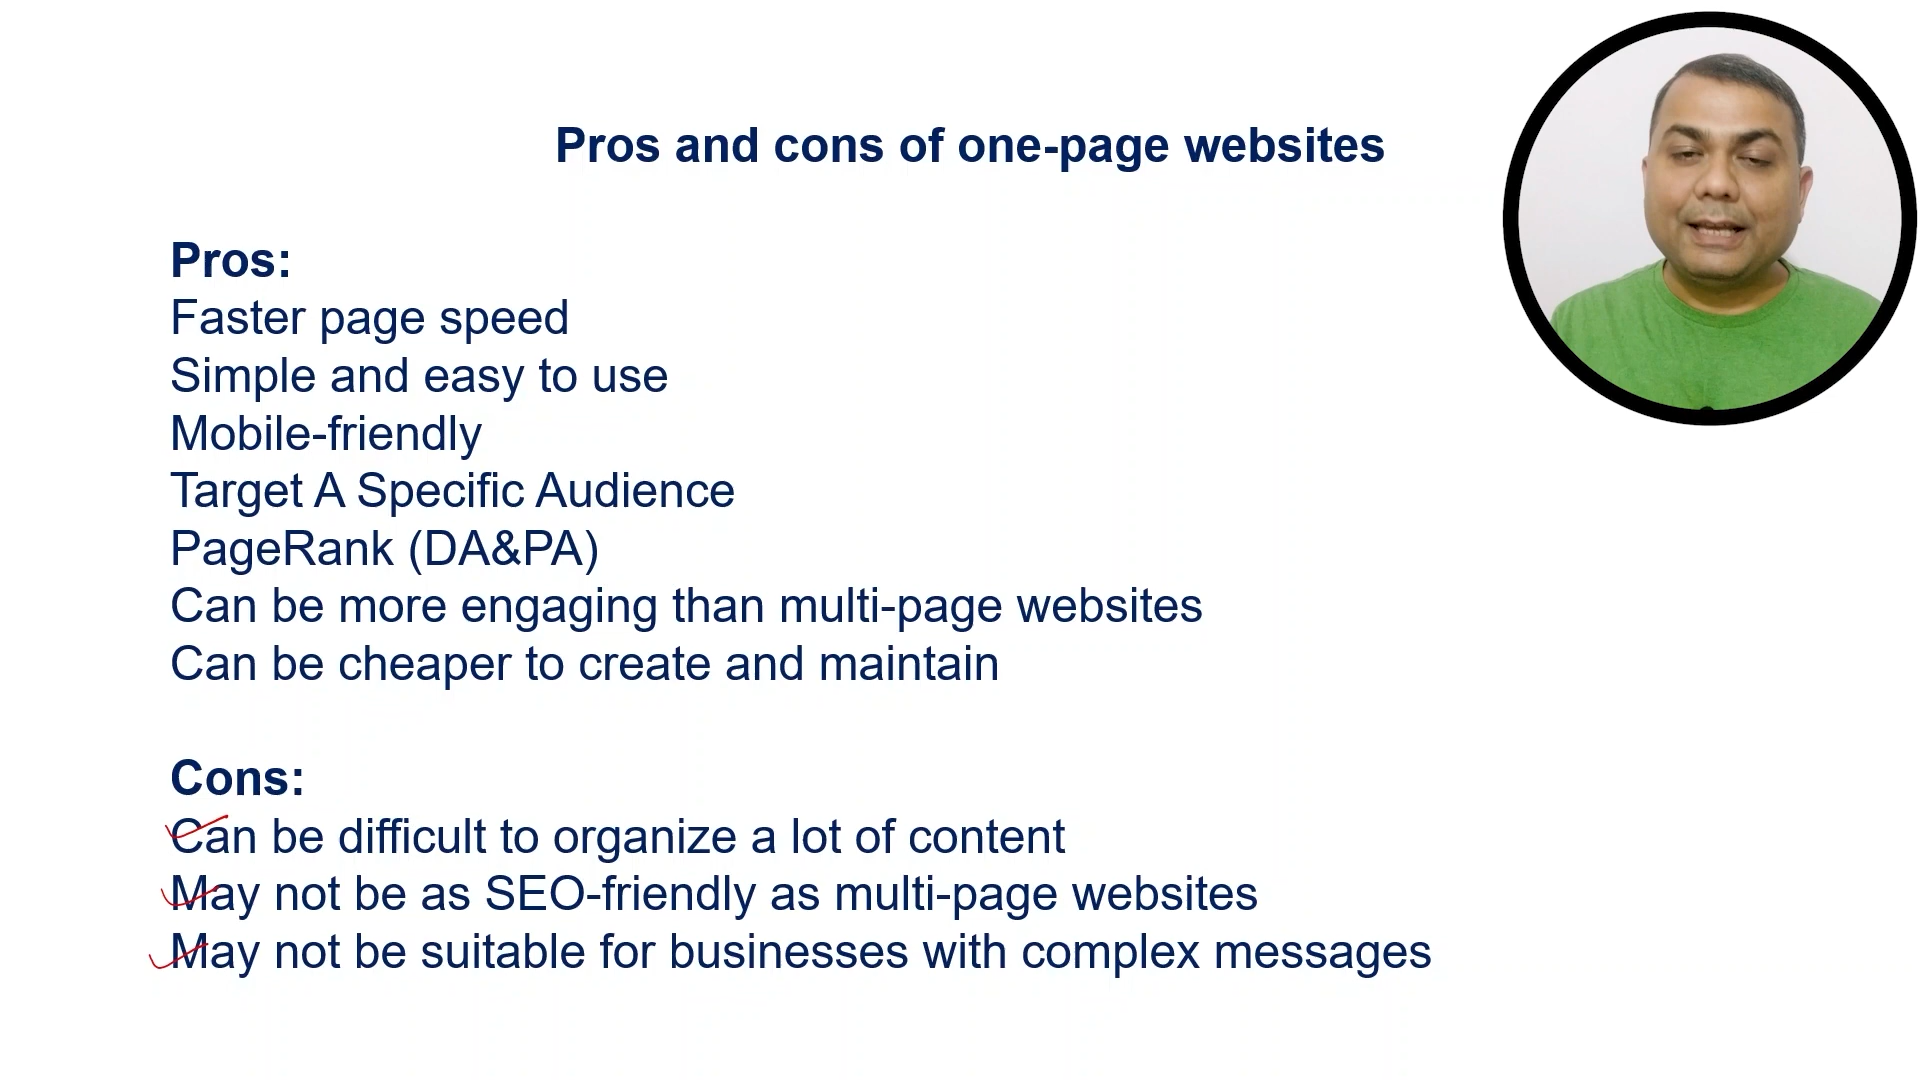 Pros and cons of one-page websites
Pros:
Faster page speed
Simple and easy to use
Mobile-friendly
Target A Specific Audience
PageRank (DA&PA)
Can be more engaging than multi-page websites
Can be cheaper to create and maintain
Cons:
Can be difficult to organize a lot of content
May not be as SEO-friendly as multi-page websites
May not be suitable for businesses with complex messages